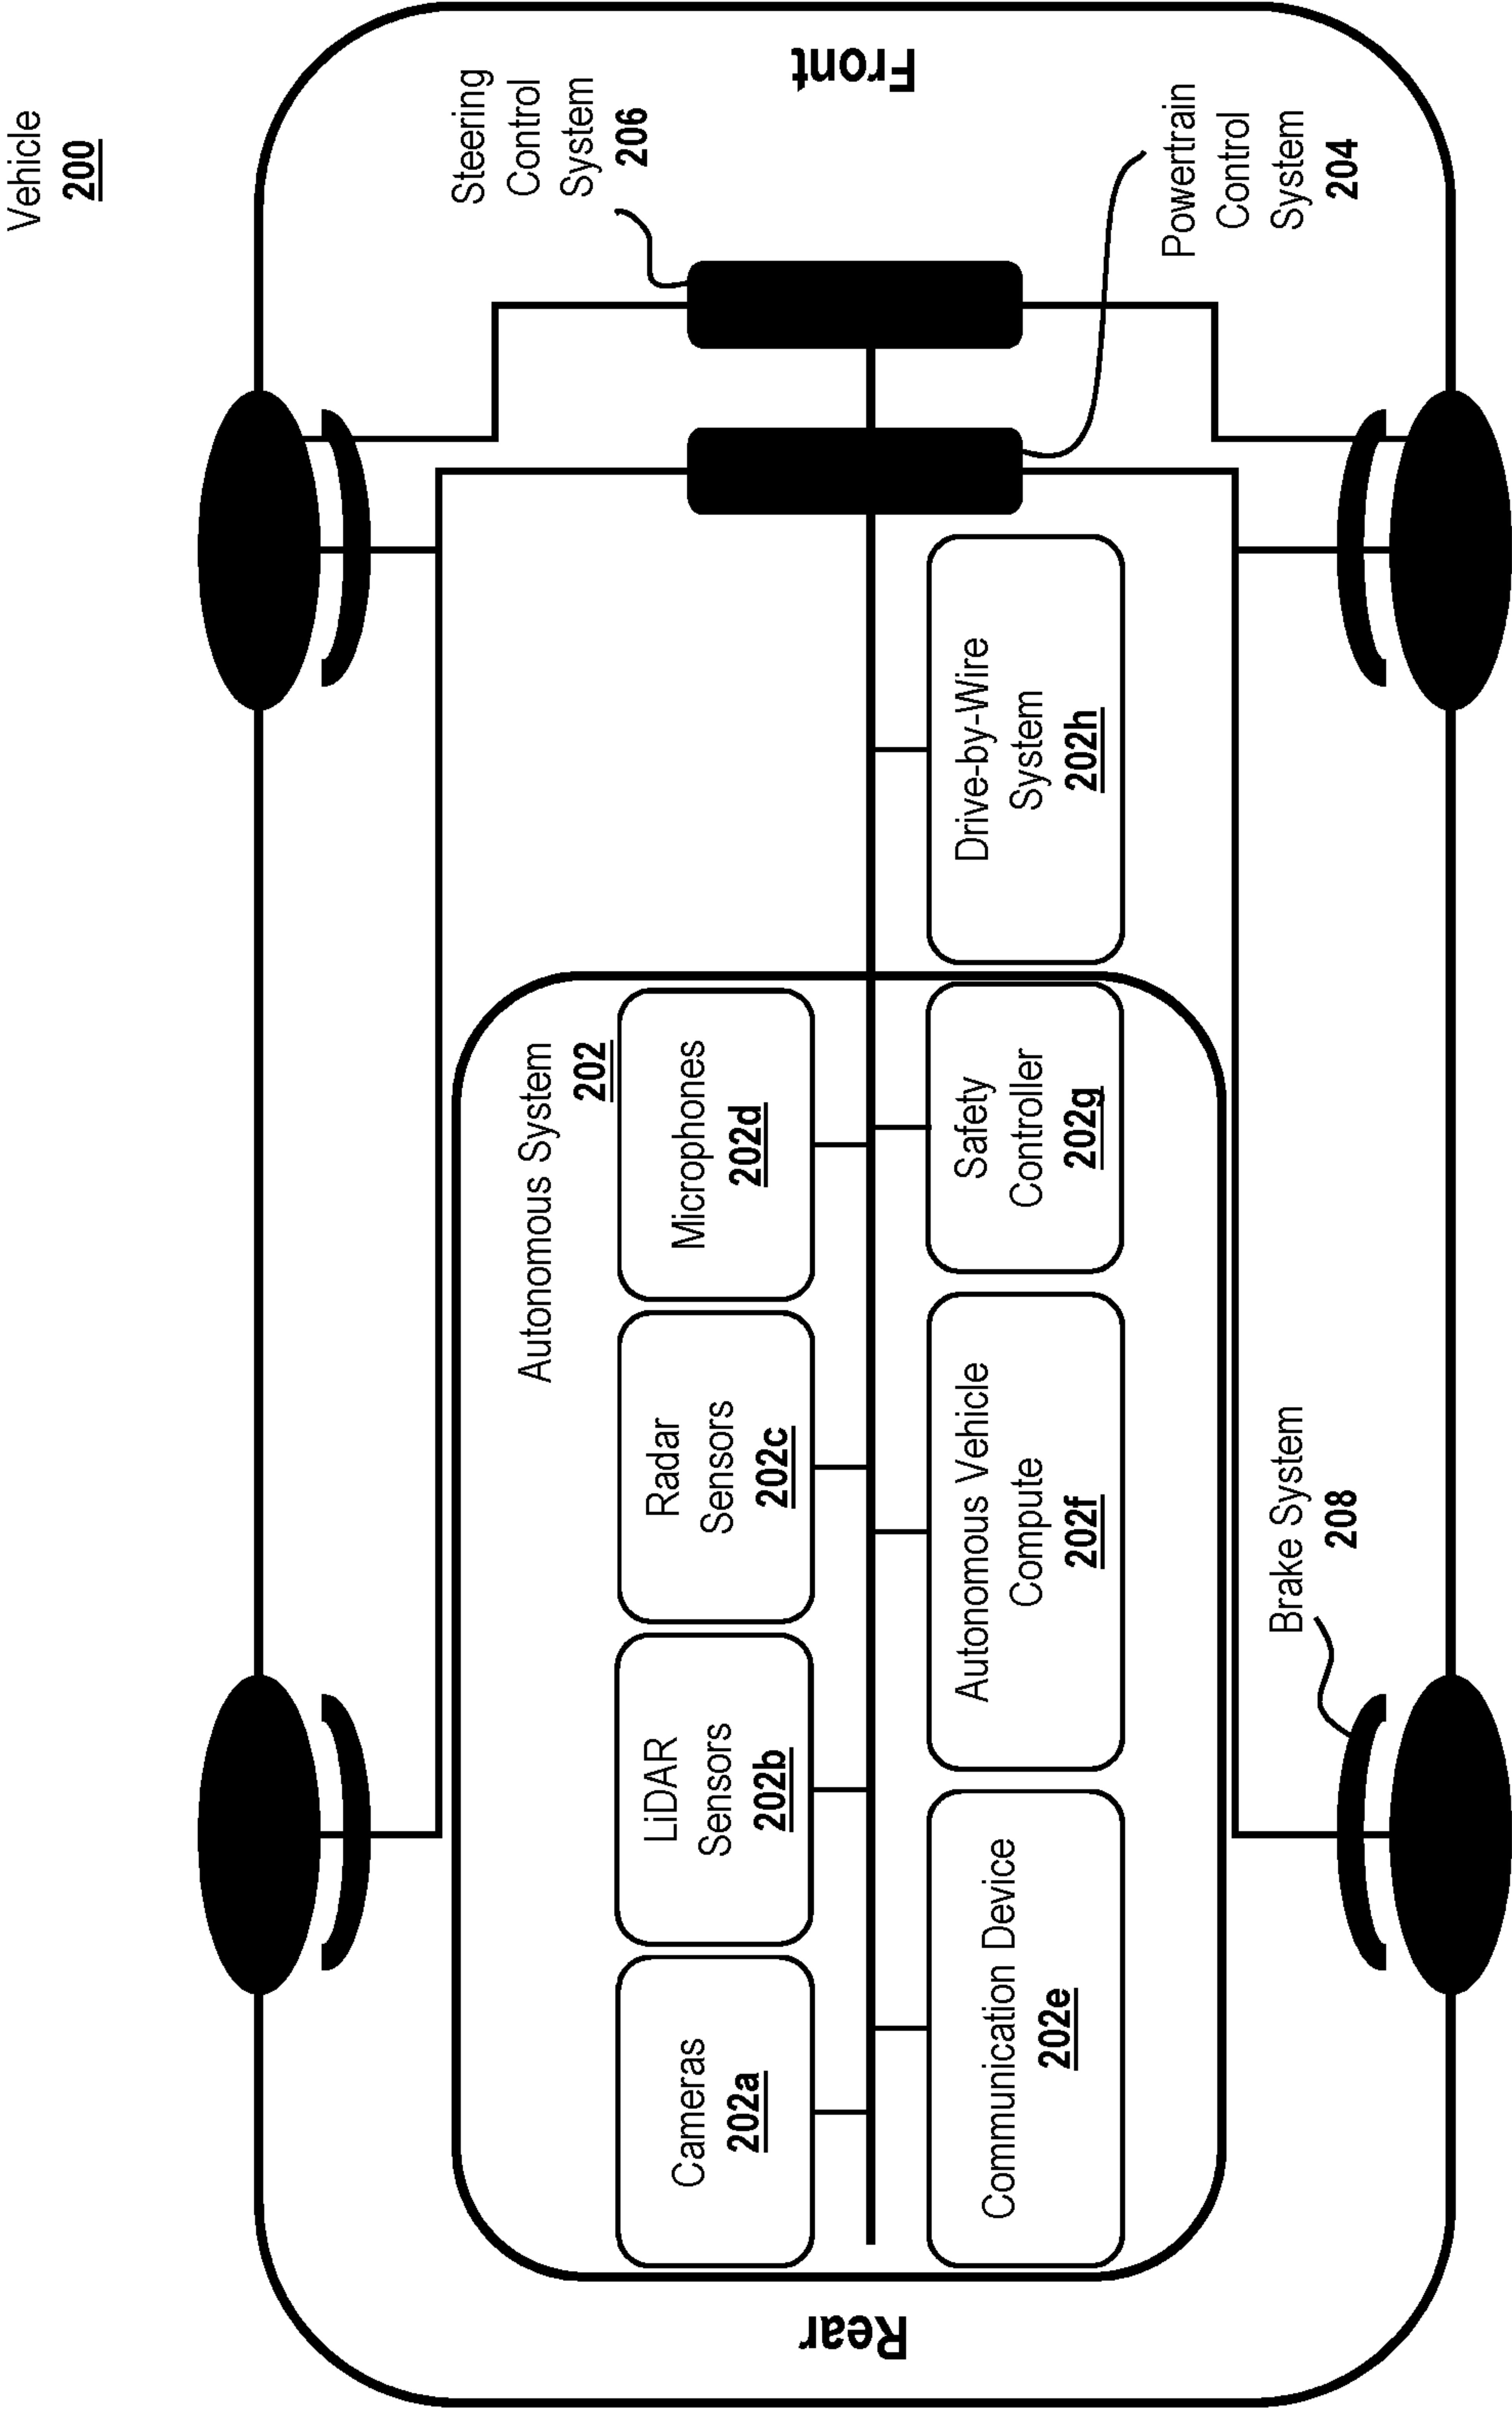 Vehicle
200
Front
Steering
Control
System
206
Powertrain
Control
System
204
Autonomous System
202
Cameras
202a
LiDAR
Sensors
202b
Radar
Sensors
202c
Microphones
202d
Communication Device
202e
Autonomous Vehicle
Compute
202f
Safety
Controller
202g
Drive-by-Wire
System
202h
Brake System
208
Rear